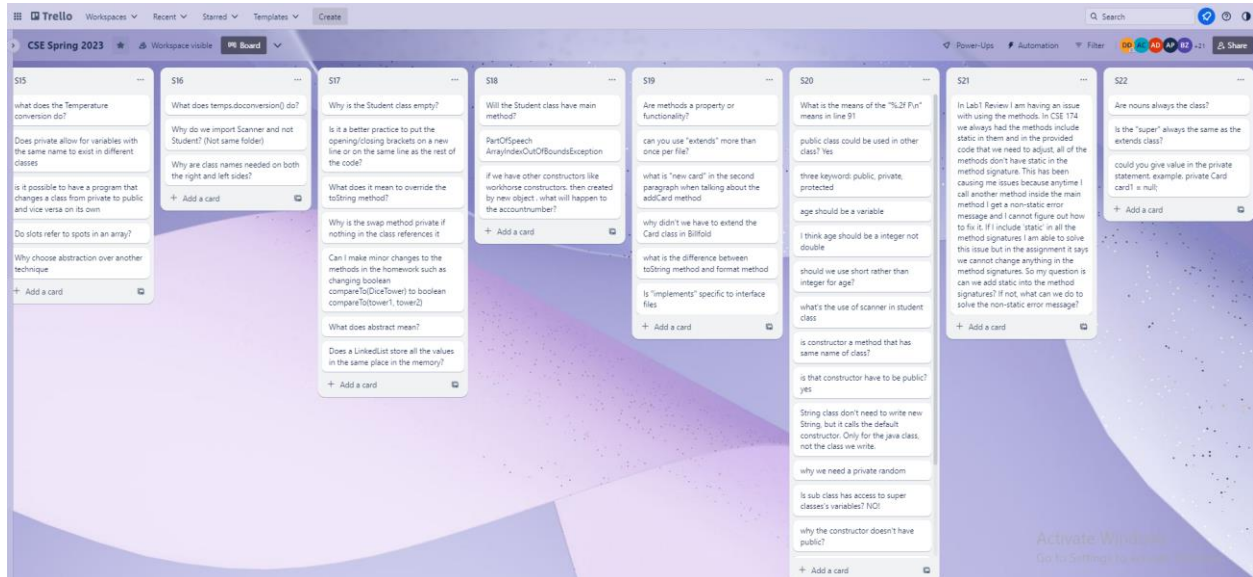 Trello Workspaces Recent Starred Templates Create Search
CSE Spring 2023 Workspace visible Board Power-Ups Automation Filter DD AC AD AP BZ +21 Share
S15
what does the Temperature
conversion do?
Does private allow for variables with
the same name to exist in different
classes
is it possible to have a program that
changes a class from private to public
and vice versa on its own
Do slots refer to spots in an array?
Why choose abstraction over another
technique
+ Add a card
S16
What does temps.doconversion() do?
Why do we import Scanner and not
Student? (Not same folder)
Why are class names needed on both
the right and left sides?
+ Add a card
S17
Why is the Student class empty?
Is it a better practice to put the
opening/closing brackets on a new
line or on the same line as the rest of
the code?
What does it mean to override the
toString method?
Why is the swap method private if
nothing in the class references it
Can I make minor changes to the
methods in the homework such as
changing boolean
compareTo(DiceTower) to boolean
compareTo(tower1, tower2)
What does abstract mean?
Does a LinkedList store all the values
in the same place in the memory?
+ Add a card
S18
Will the Student class have main
method?
PartOfSpeech
ArrayIndexOutOfBoundsException
if we have other constructors like
workhorse constructors. then created
by new object . what will happen to
the accountnumber?
+ Add a card
S19
Are methods a property or
functionality?
can you use "extends" more than
once per file?
what is "new card" in the second
paragraph when talking about the
addCard method
why didn't we have to extend the
Card class in Billfold
what is the difference between
toString method and format method
Is "implements" specific to interface
files
+ Add a card
S20
What is the means of the "%.2f F\n"
means in line 91
public class could be used in other
class? Yes
three keyword: public, private,
protected
age should be a variable
I think age should be a integer not
double
should we use short rather than
integer for age?
what's the use of scanner in student
class
is constructor a method that has
same name of class?
is that constructor have to be public?
yes
String class don't need to write new
String, but it calls the default
constructor. Only for the java class,
not the class we write.
why we need a private random
Is sub class has access to super
classes's variables? NO!
why the constructor doesn't have
public?
+ Add a card
S21
In Lab1 Review I am having an issue
with using the methods. In CSE 174
we always had the methods include
static in them and in the provided
code that we need to adjust, all of the
methods don't have static in the
method signature. This has been
causing me issues because anytime I
call another method inside the main
method I get a non-static error
message and I cannot figure out how
to fix it. If I include 'static' in all the
method signatures I am able to solve
this issue but in the assignment it says
we cannot change anything in the
method signatures. So my question is
can we add static into the method
signatures? If not, what can we do to
solve the non-static error message?
+ Add a card
S22
Are nouns always the class?
Is the "super" always the same as the
extends class?
could you give value in the private
statement. example. private Card
card1 = null;
+ Add a card
Activate Windows
Go to Settings to